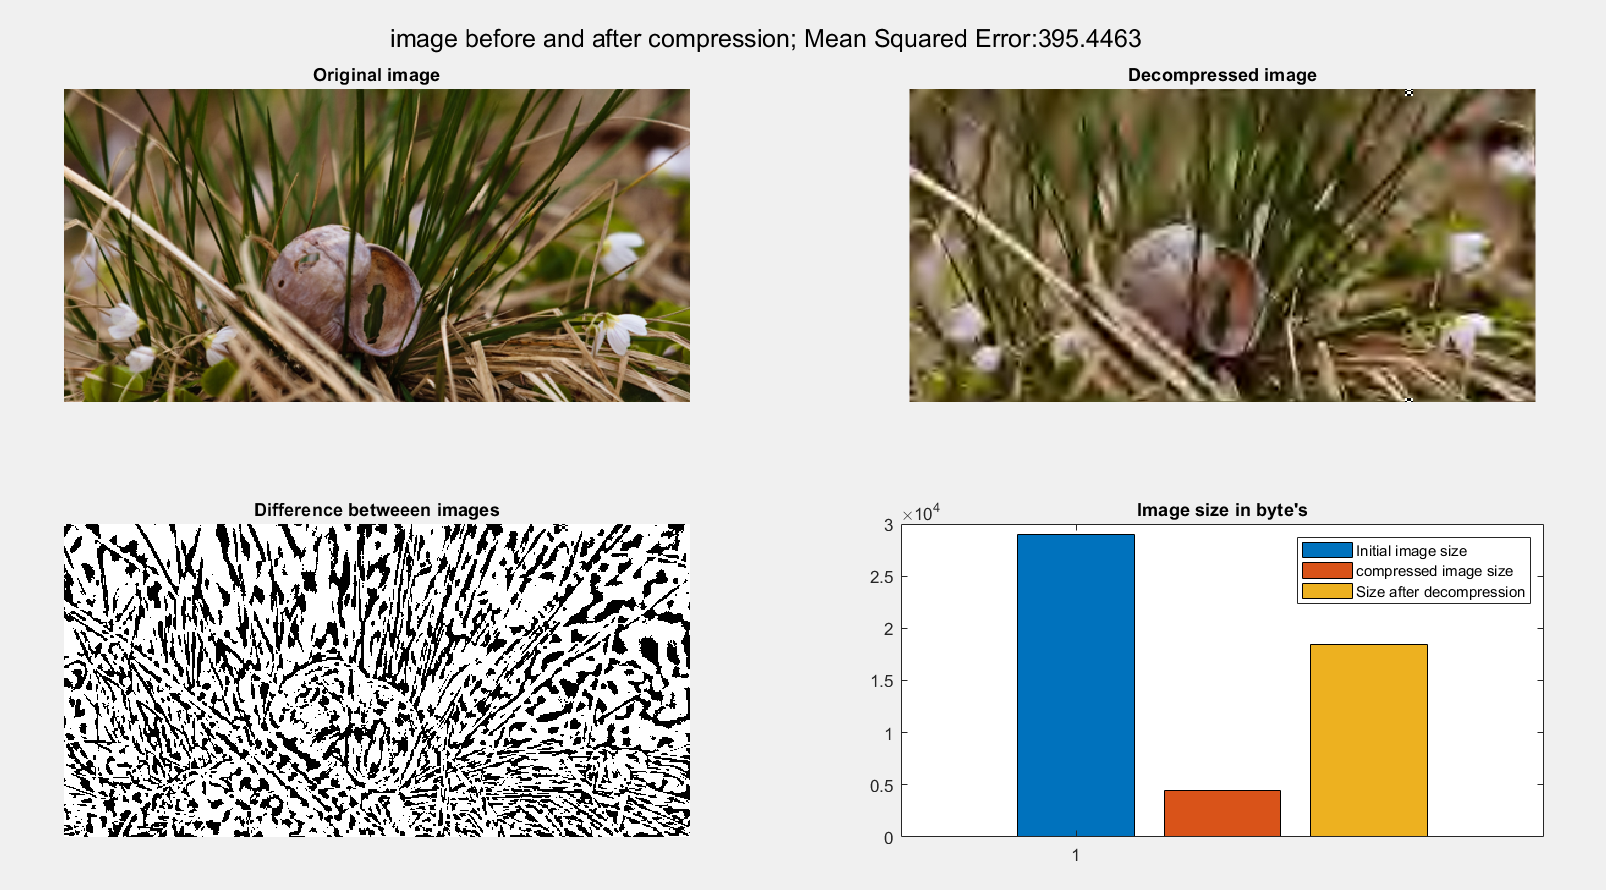 image before and after compression; Mean Squared Error:395.4463
Original image
Decompressed image
Difference betweeen images
Image size in byte's
×10^4
3
2.5
2
1.5
1
0.5
0
1
Initial image size
compressed image size
Size after decompression